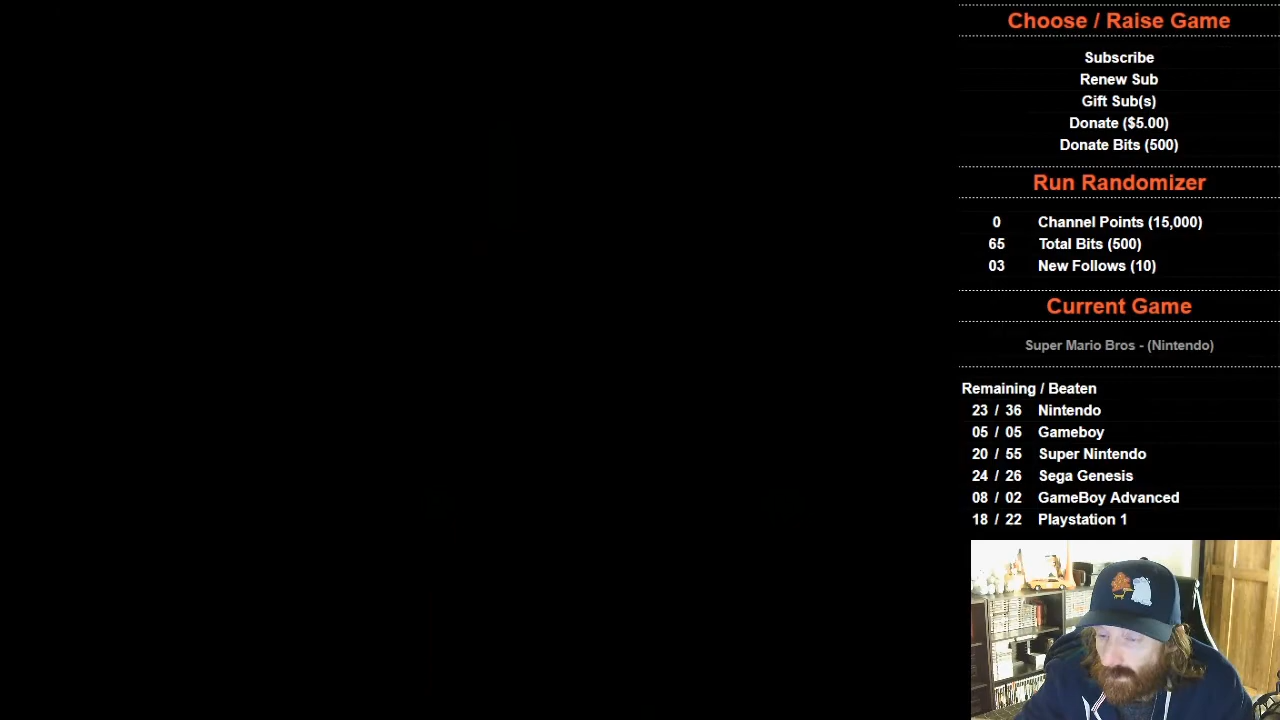 Choose / Raise Game
Subscribe
Renew Sub
Gift Sub(s)
Donate ($5.00)
Donate Bits (500)
Run Randomizer
0 Channel Points (15,000)
65 Total Bits (500)
03 New Follows (10)
Current Game
Super Mario Bros - (Nintendo)
Remaining / Beaten
23 / 36 Nintendo
05 / 05 Gameboy
20 / 55 Super Nintendo
24 / 26 Sega Genesis
08 / 02 GameBoy Advanced
18 / 22 Playstation 1